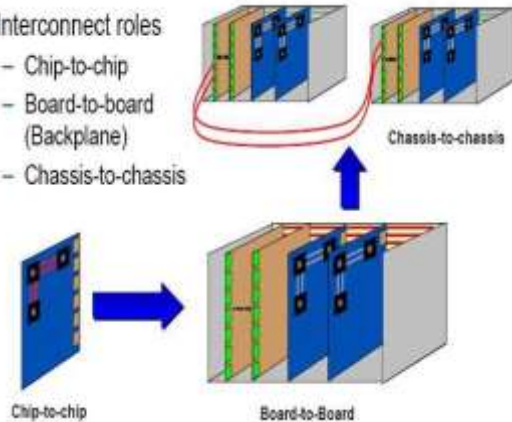 Interconnect roles
– Chip-to-chip
– Board-to-board
(Backplane)
– Chassis-to-chassis
Chassis-to-chassis
Chip-to-chip
Board-to-Board